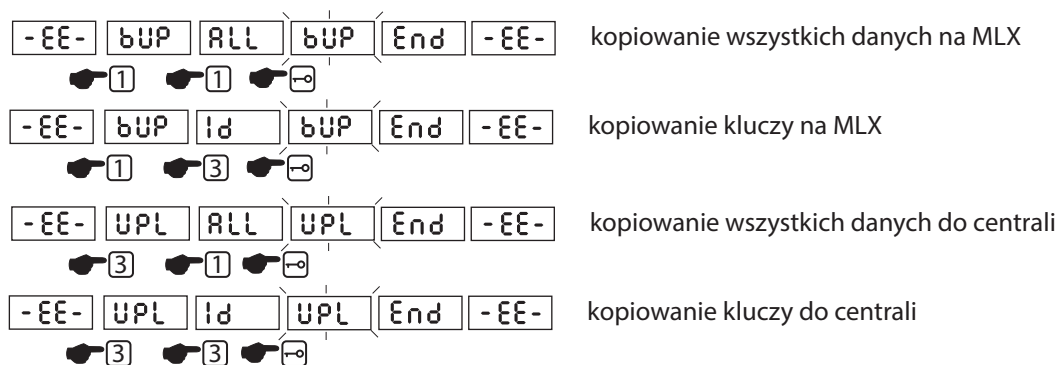 -EE- bUP ALL bUP End -EE- kopiowanie wszystkich danych na MLX
1 1
-EE- bUP Id bUP End -EE- kopiowanie kluczy na MLX
1 3
-EE- UPL ALL UPL End -EE- kopiowanie wszystkich danych do centrali
3 1
-EE- UPL Id UPL End -EE- kopiowanie kluczy do centrali
3 3